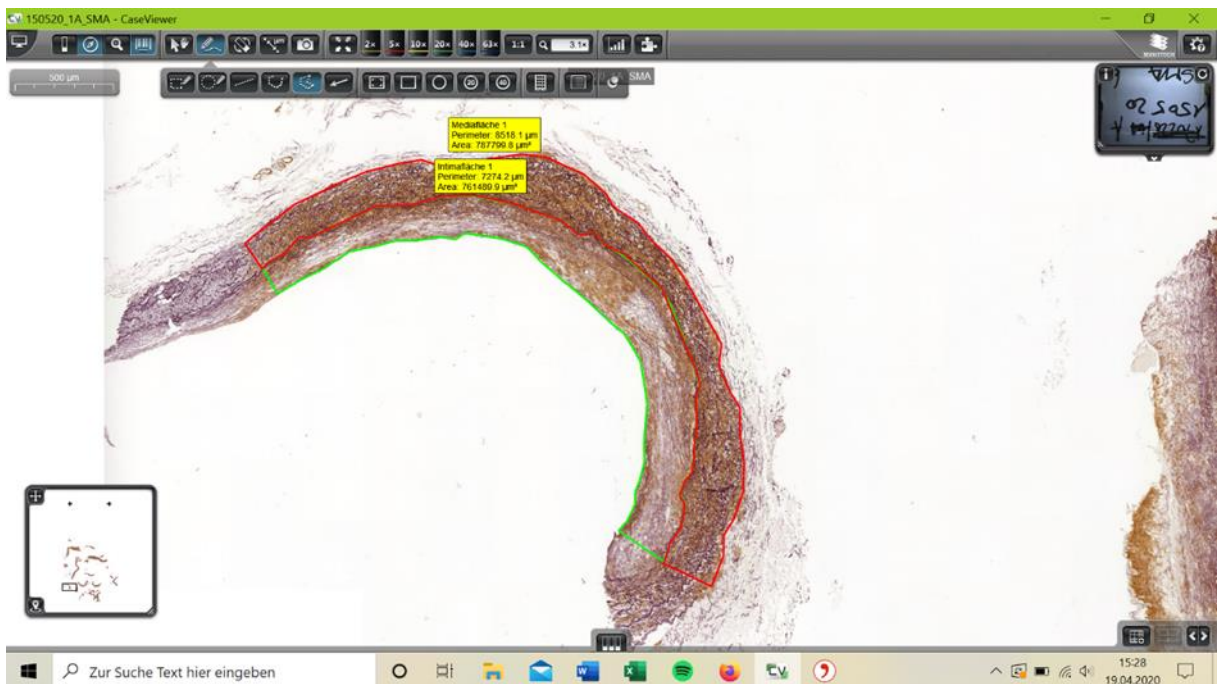 150520_1A_SMA - CaseViewer
2x 5x 10x 20x 40x 63x 1:1 3.1x
500 µm
SMA
Mediafläche 1
Perimeter: 8518.1 µm
Area: 787799.8 µm²
Intimafläche 1
Perimeter: 7274.2 µm
Area: 761489.9 µm²
SMA
150520
Zur Suche Text hier eingeben
15:28
19.04.2020